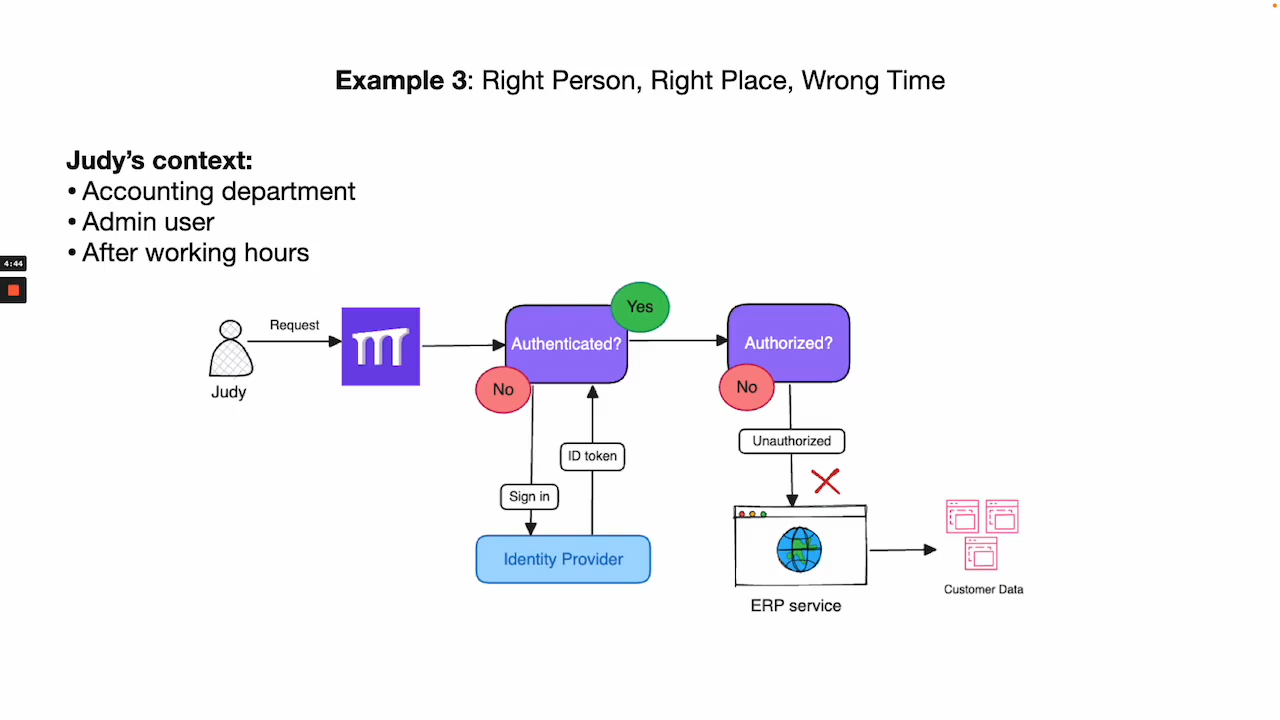 Example 3: Right Person, Right Place, Wrong Time
Judy’s context:
• Accounting department
• Admin user
• After working hours
4:44
Request
Judy
Authenticated?
Yes
No
Authorized?
No
Sign in
ID token
Identity Provider
Unauthorized
ERP service
Customer Data